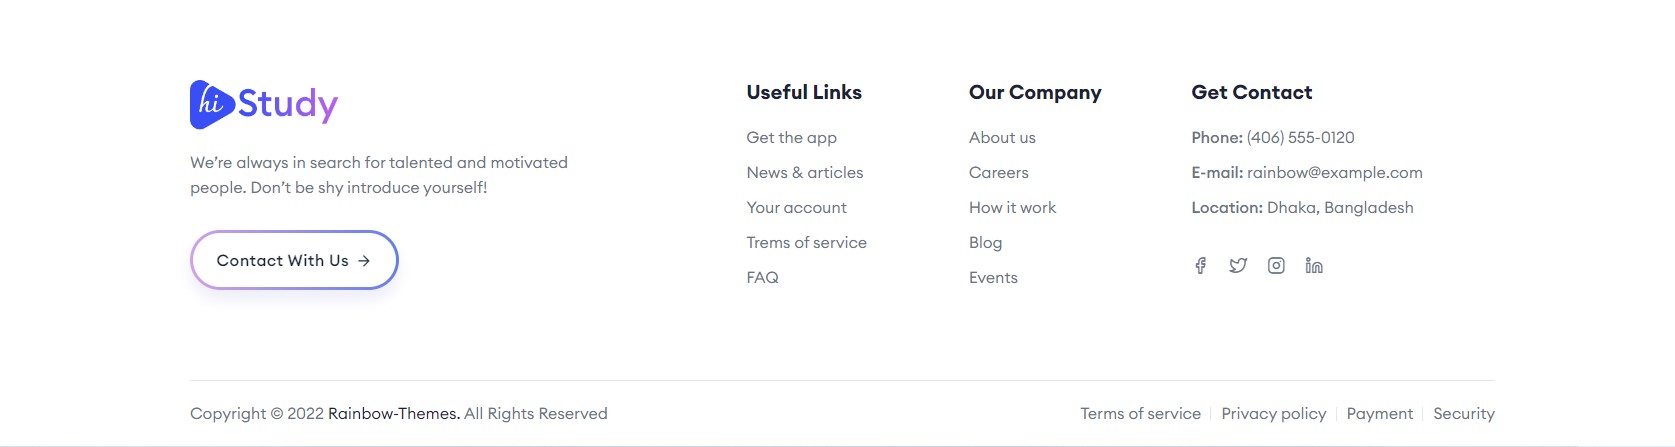 hi Study
We’re always in search for talented and motivated
people. Don’t be shy introduce yourself!
Contact With Us →
Useful Links
Get the app
News & articles
Your account
Trems of service
FAQ
Our Company
About us
Careers
How it work
Blog
Events
Get Contact
Phone: (406) 555-0120
E-mail: rainbow@example.com
Location: Dhaka, Bangladesh
Copyright © 2022 Rainbow-Themes. All Rights Reserved
Terms of service | Privacy policy | Payment | Security